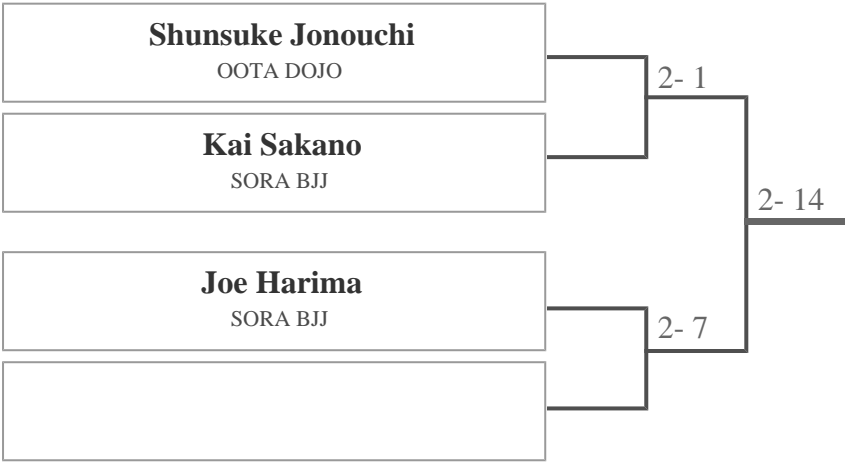 Shunsuke Jonouchi
OOTA DOJO
2- 1
Kai Sakano
SORA BJJ
2- 14
Joe Harima
SORA BJJ
2- 7